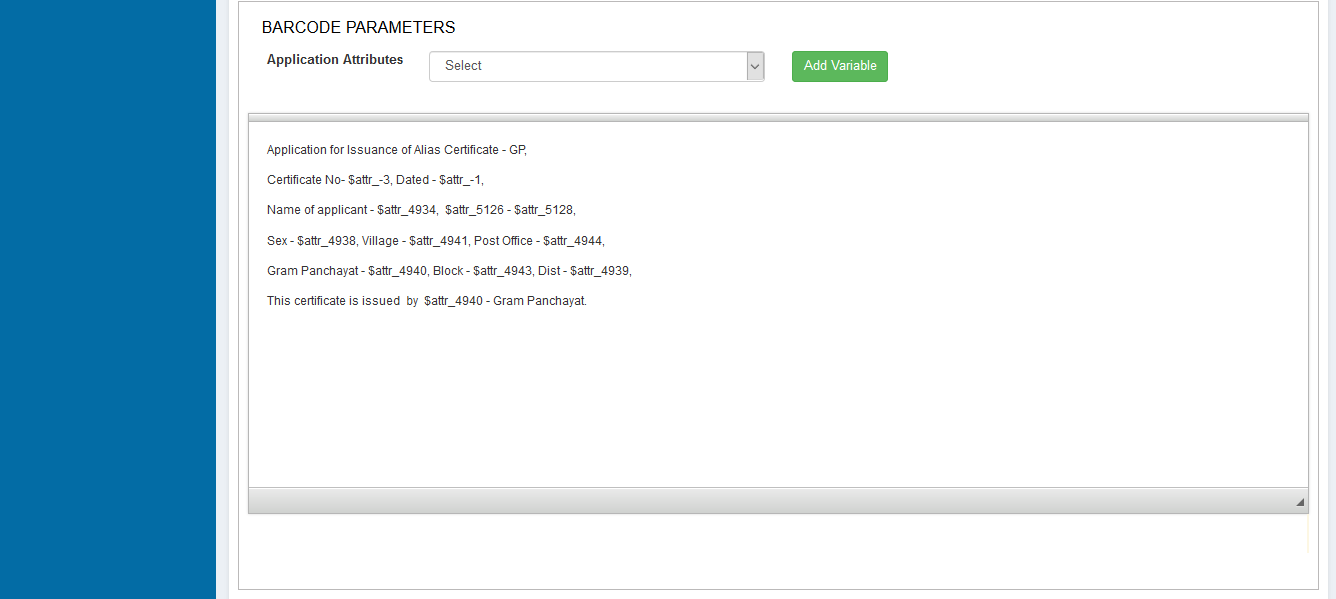 BARCODE PARAMETERS
Application Attributes Select Add Variable
Application for Issuance of Alias Certificate - GP,
Certificate No- $attr_-3, Dated - $attr_-1,
Name of applicant - $attr_4934,  $attr_5126 - $attr_5128,
Sex - $attr_4938, Village - $attr_4941, Post Office - $attr_4944,
Gram Panchayat - $attr_4940, Block - $attr_4943, Dist - $attr_4939,
This certificate is issued  by  $attr_4940 - Gram Panchayat.